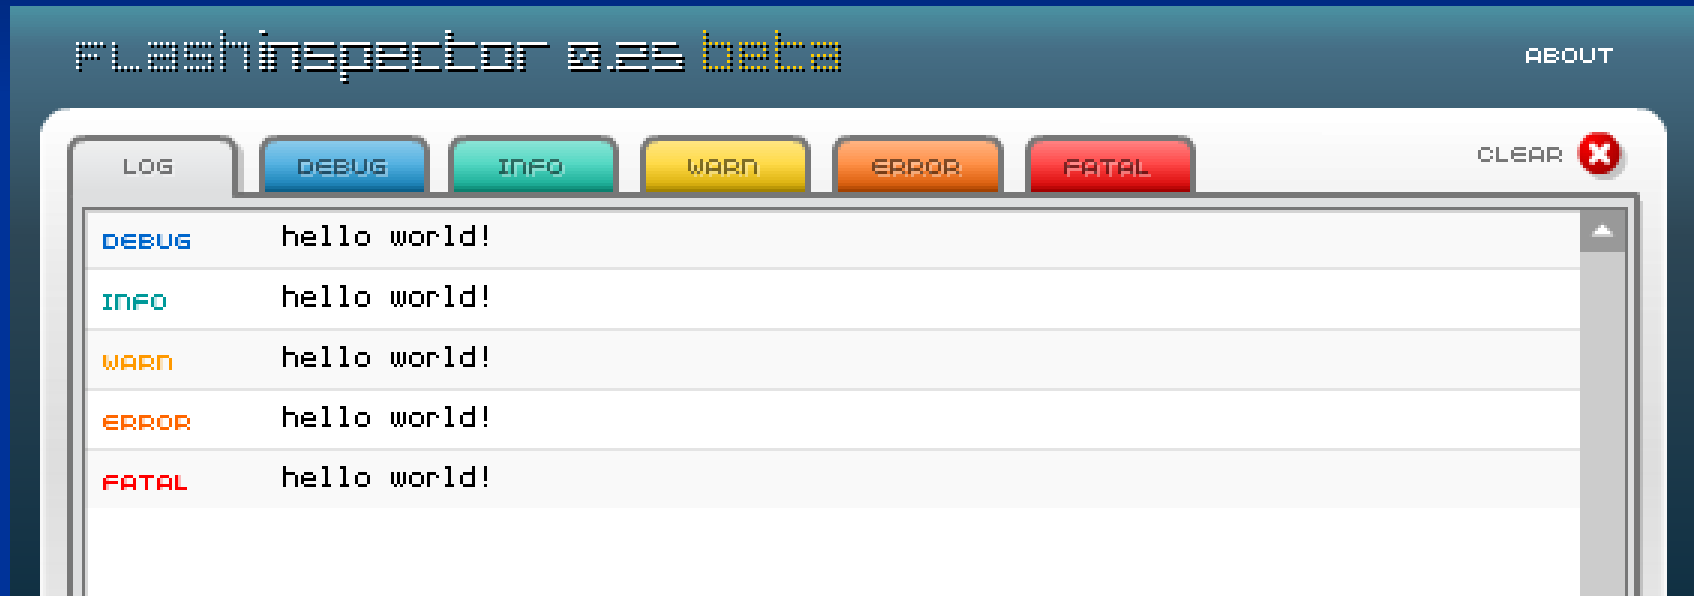 FLASHinspector 0.25 beta
ABOUT
LOG DEBUG INFO WARN ERROR FATAL CLEAR
DEBUG hello world!
INFO hello world!
WARN hello world!
ERROR hello world!
FATAL hello world!